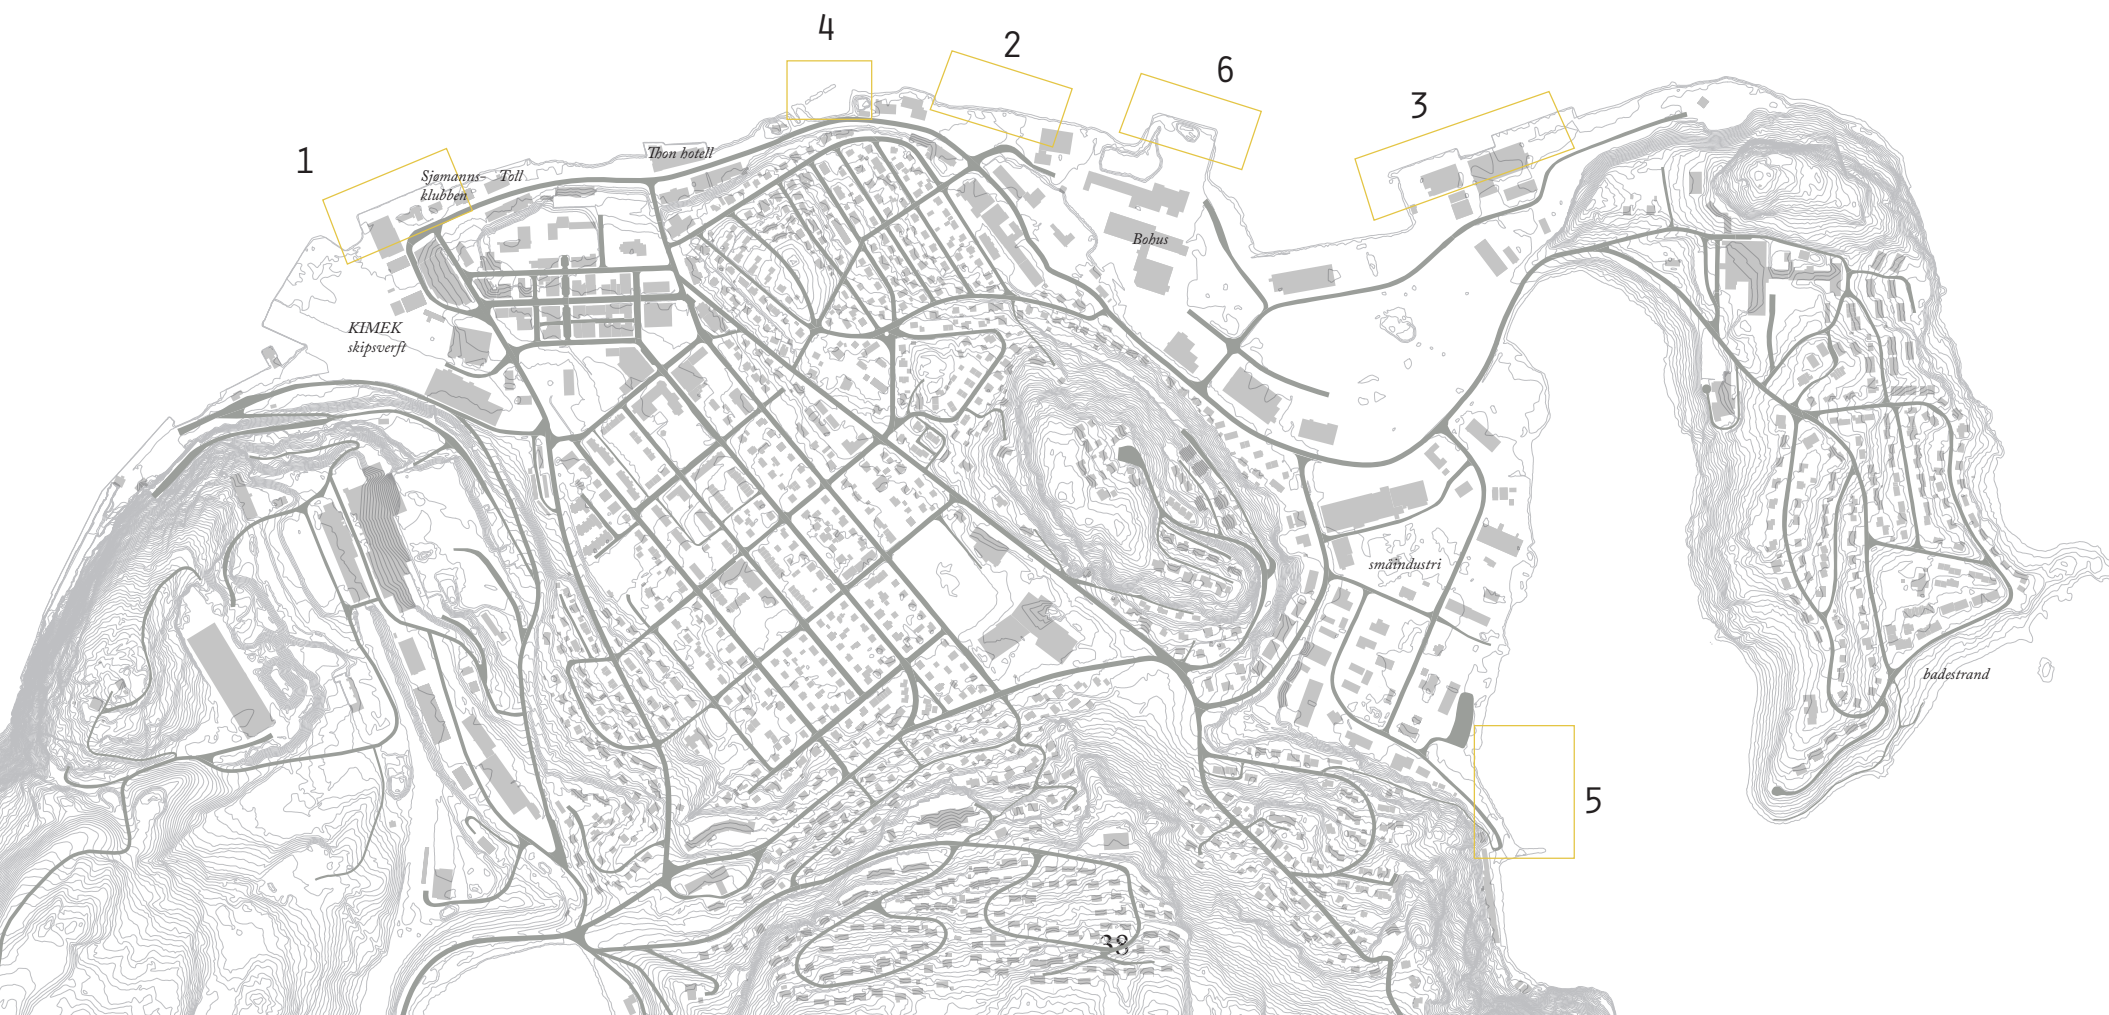 4
2
6
3
1
Thon hotell
Sjømanns- Toll
klubben
Bohus
KIMEK
skipsverft
småindustri
badestrand
5
38